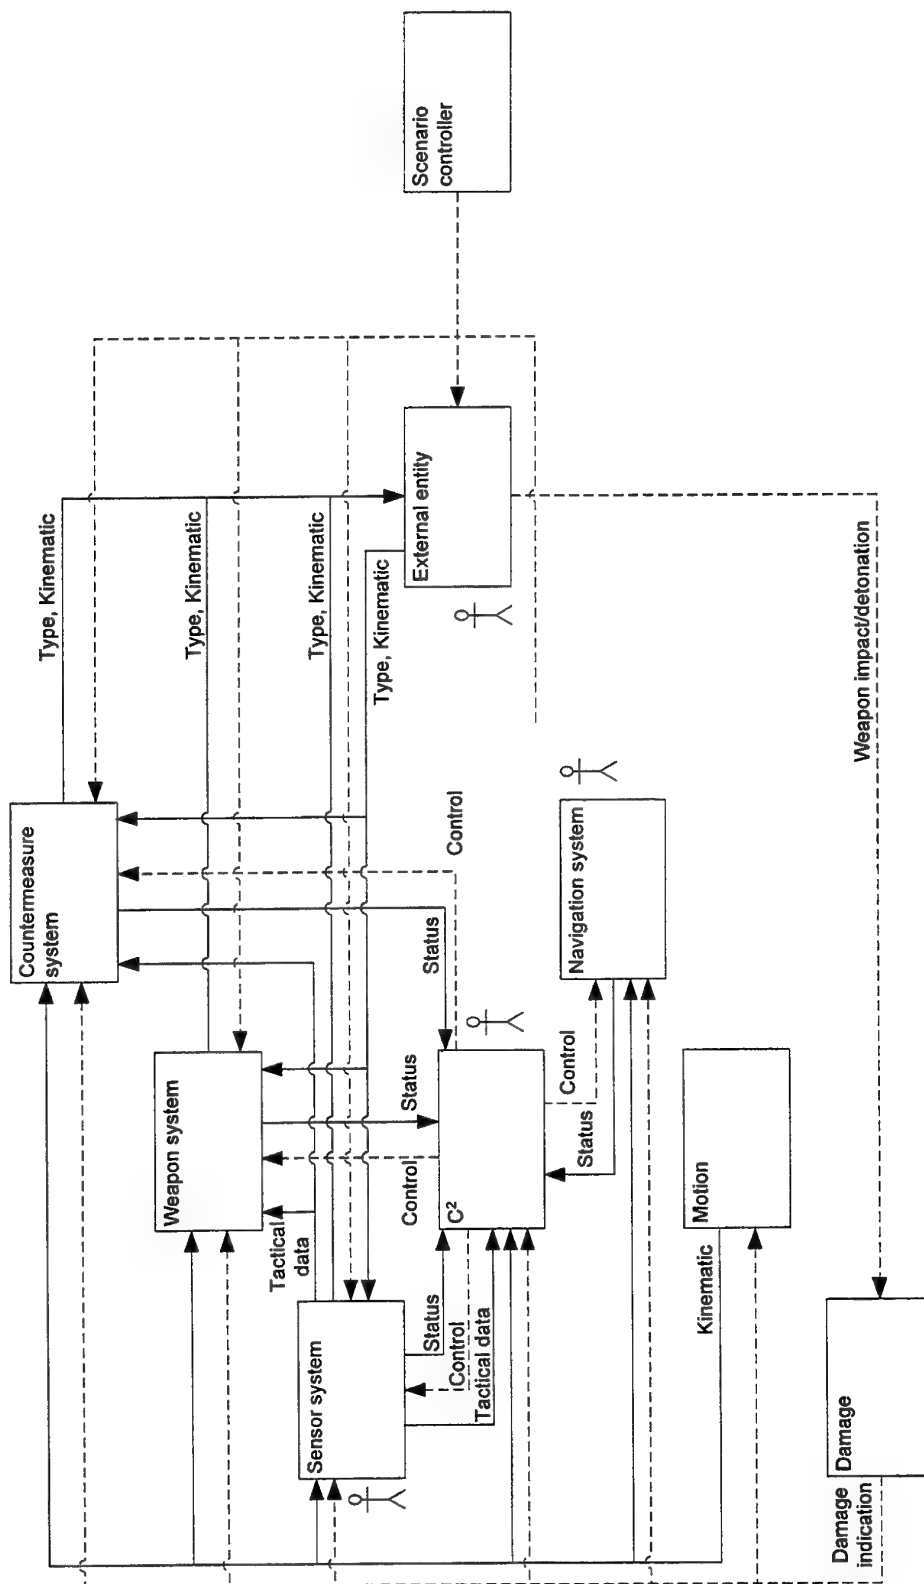 Scenario
controller
Type, Kinematic
Type, Kinematic
Type, Kinematic
Type, Kinematic
External entity
Weapon impact/detonation
Countermeasure
system
Control
Status
Navigation system
Weapon system
Status
Control
Control
Status
C²
Motion
Tactical
data
Sensor system
Status
Control
Tactical data
Kinematic
Damage
Damage
indication